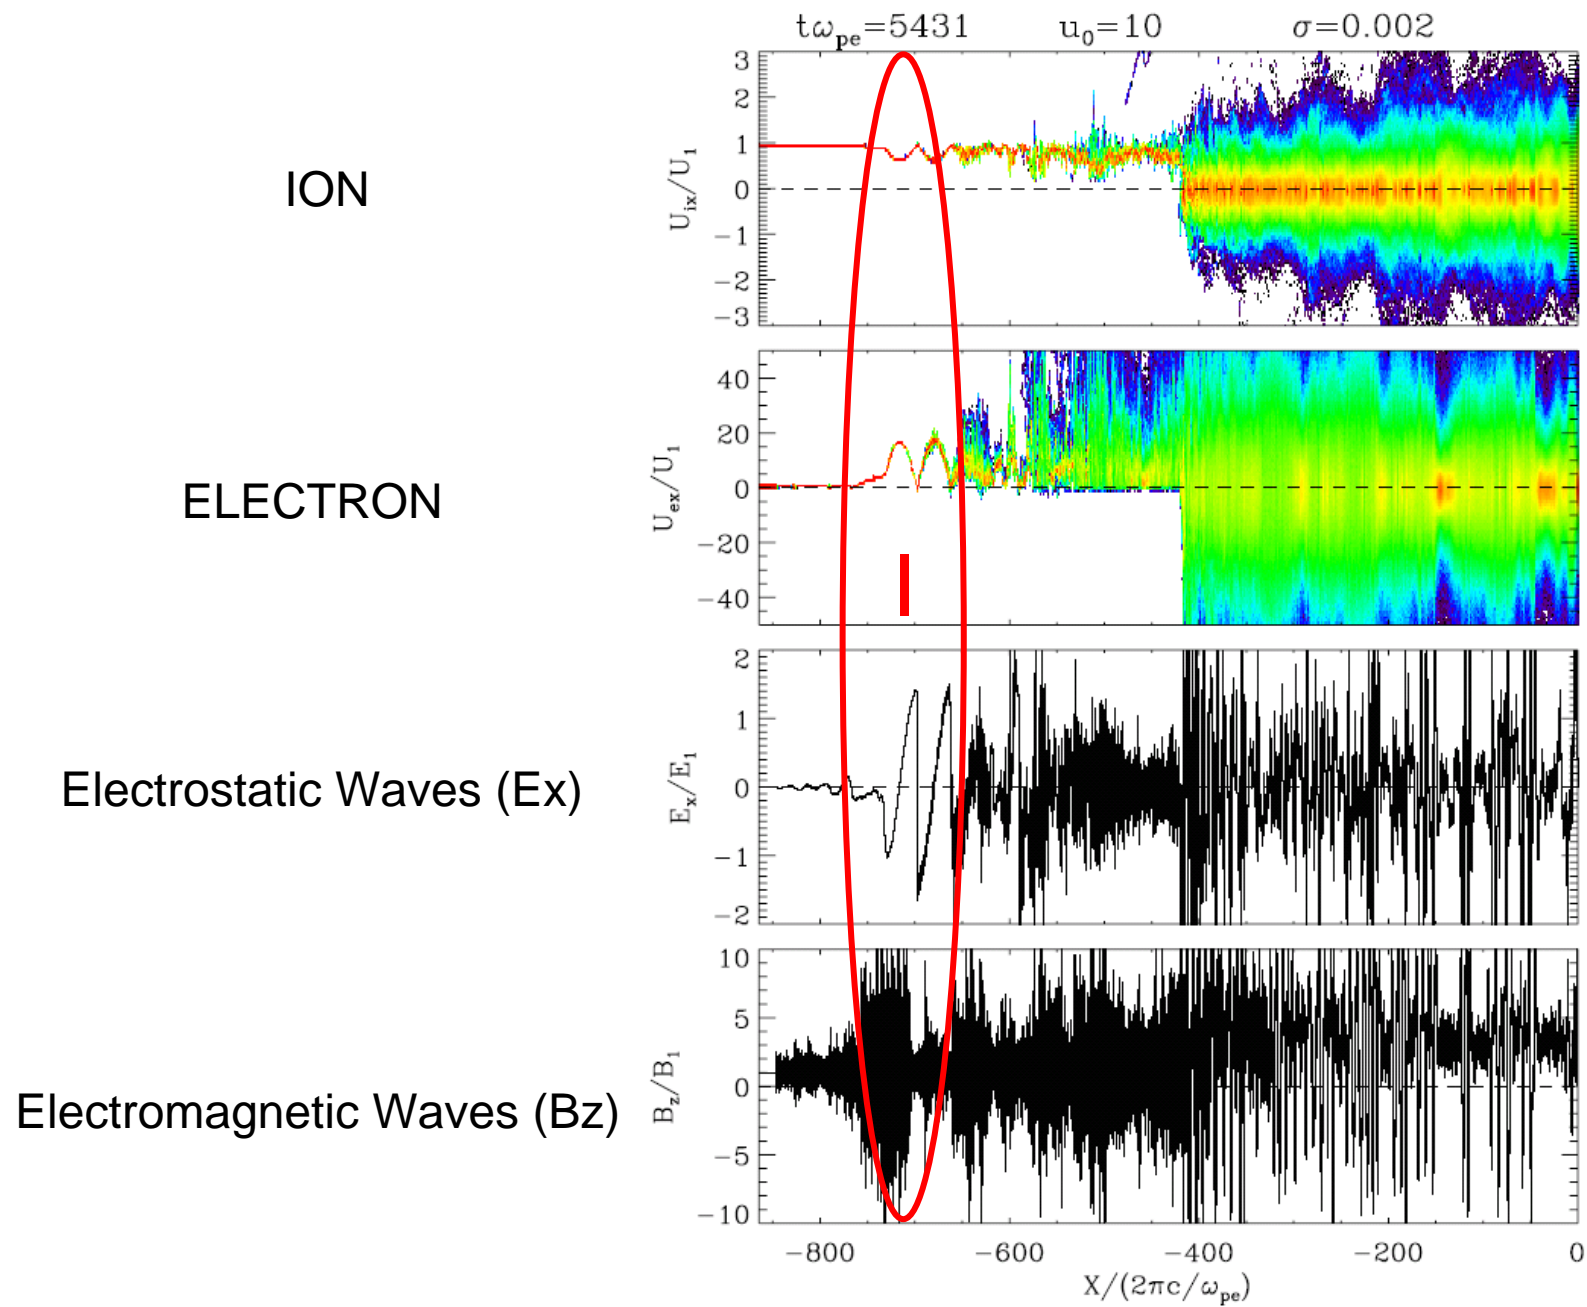 tω_pe=5431 u_0=10 σ=0.002
ION
U_ix/U_1
3
2
1
0
−1
−2
−3
ELECTRON
U_ex/U_1
40
20
0
−20
−40
I
Electrostatic Waves (Ex)
E_x/E_1
2
1
0
−1
−2
Electromagnetic Waves (Bz)
B_z/B_1
10
5
0
−5
−10
−800 −600 −400 −200 0
X/(2πc/ω_pe)